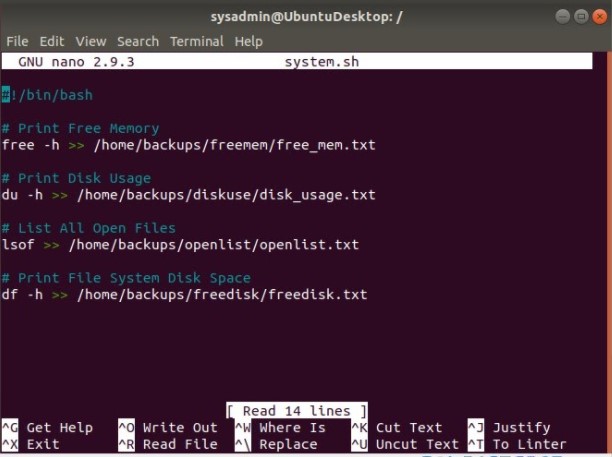 sysadmin@UbuntuDesktop: /
File Edit View Search Terminal Help
GNU nano 2.9.3 system.sh
#!/bin/bash
# Print Free Memory
free -h >> /home/backups/freemem/free_mem.txt
# Print Disk Usage
du -h >> /home/backups/diskuse/disk_usage.txt
# List All Open Files
lsof >> /home/backups/openlist/openlist.txt
# Print File System Disk Space
df -h >> /home/backups/freedisk/freedisk.txt
[ Read 14 lines ]
^G Get Help ^O Write Out ^W Where Is ^K Cut Text ^J Justify
^X Exit ^R Read File ^\ Replace ^U Uncut Text ^T To Linter